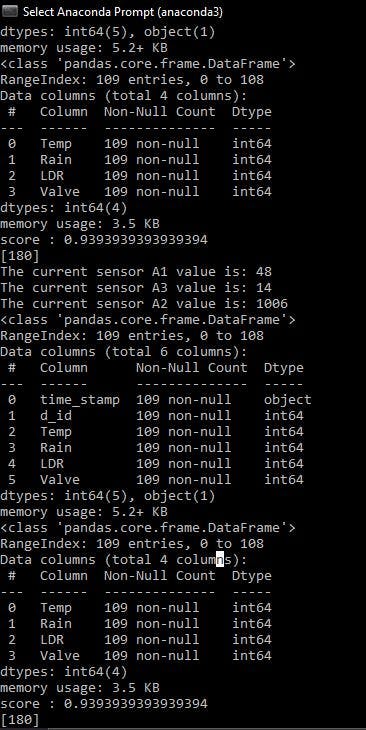 Select Anaconda Prompt (anaconda3)
dtypes: int64(5), object(1)
memory usage: 5.2+ KB
<class 'pandas.core.frame.DataFrame'>
RangeIndex: 109 entries, 0 to 108
Data columns (total 4 columns):
 #   Column  Non-Null Count  Dtype
---  ------  --------------  -----
 0   Temp    109 non-null    int64
 1   Rain    109 non-null    int64
 2   LDR     109 non-null    int64
 3   Valve   109 non-null    int64
dtypes: int64(4)
memory usage: 3.5 KB
score : 0.9393939393939394
[180]
The current sensor A1 value is: 48
The current sensor A3 value is: 14
The current sensor A2 value is: 1006
<class 'pandas.core.frame.DataFrame'>
RangeIndex: 109 entries, 0 to 108
Data columns (total 6 columns):
 #   Column      Non-Null Count  Dtype
---  ------      --------------  -----
 0   time_stamp  109 non-null    object
 1   d_id        109 non-null    int64
 2   Temp        109 non-null    int64
 3   Rain        109 non-null    int64
 4   LDR         109 non-null    int64
 5   Valve       109 non-null    int64
dtypes: int64(5), object(1)
memory usage: 5.2+ KB
<class 'pandas.core.frame.DataFrame'>
RangeIndex: 109 entries, 0 to 108
Data columns (total 4 columns):
 #   Column  Non-Null Count  Dtype
---  ------  --------------  -----
 0   Temp    109 non-null    int64
 1   Rain    109 non-null    int64
 2   LDR     109 non-null    int64
 3   Valve   109 non-null    int64
dtypes: int64(4)
memory usage: 3.5 KB
score : 0.9393939393939394
[180]